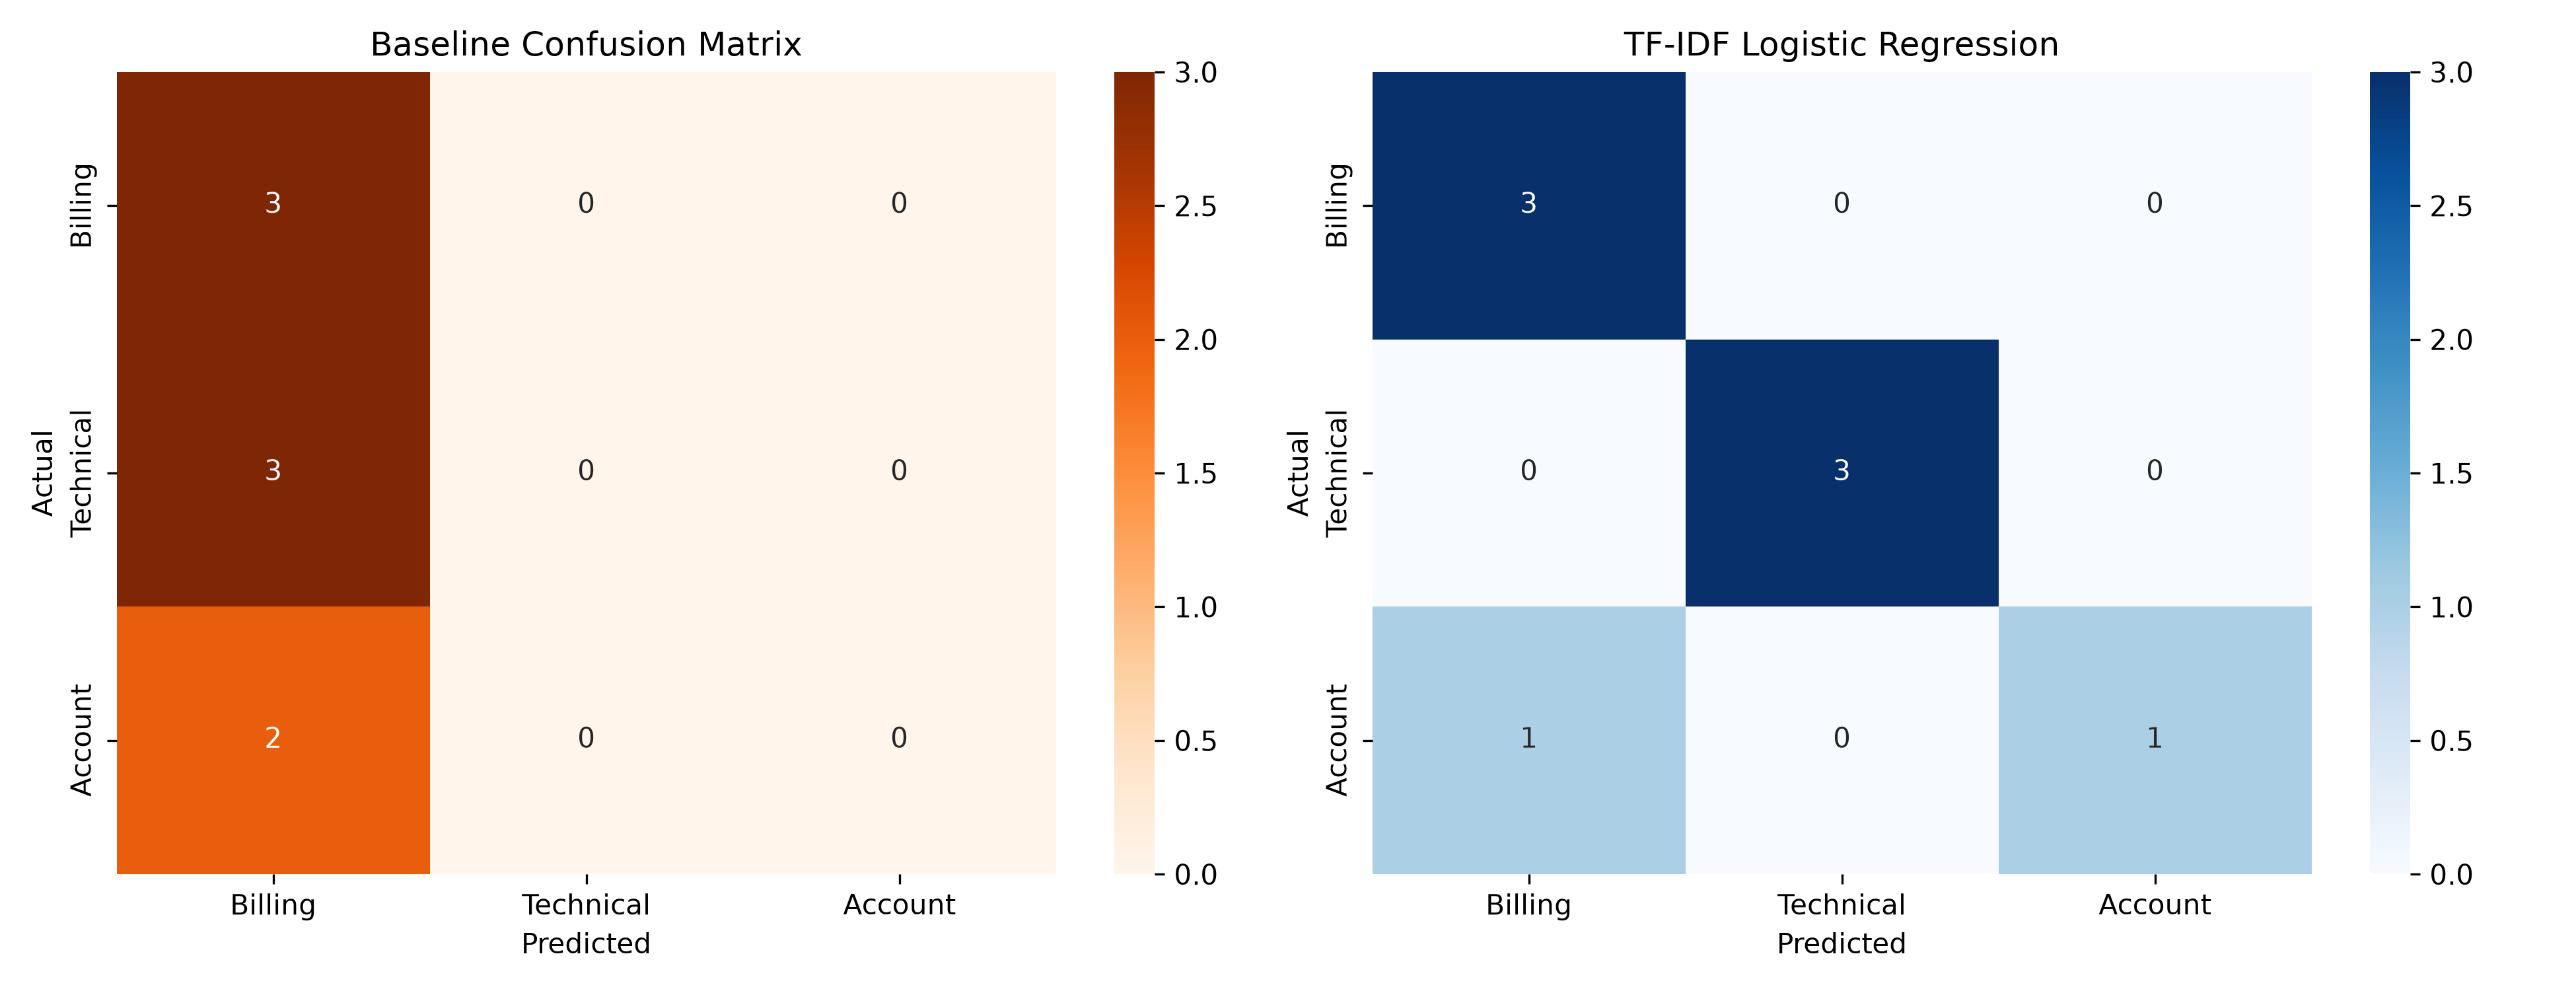 Baseline Confusion Matrix
Actual
Billing
Technical
Account
3 0 0
3 0 0
2 0 0
Billing Technical Account
Predicted
3.0
2.5
2.0
1.5
1.0
0.5
0.0
TF-IDF Logistic Regression
Actual
Billing
Technical
Account
3 0 0
0 3 0
1 0 1
Billing Technical Account
Predicted
3.0
2.5
2.0
1.5
1.0
0.5
0.0